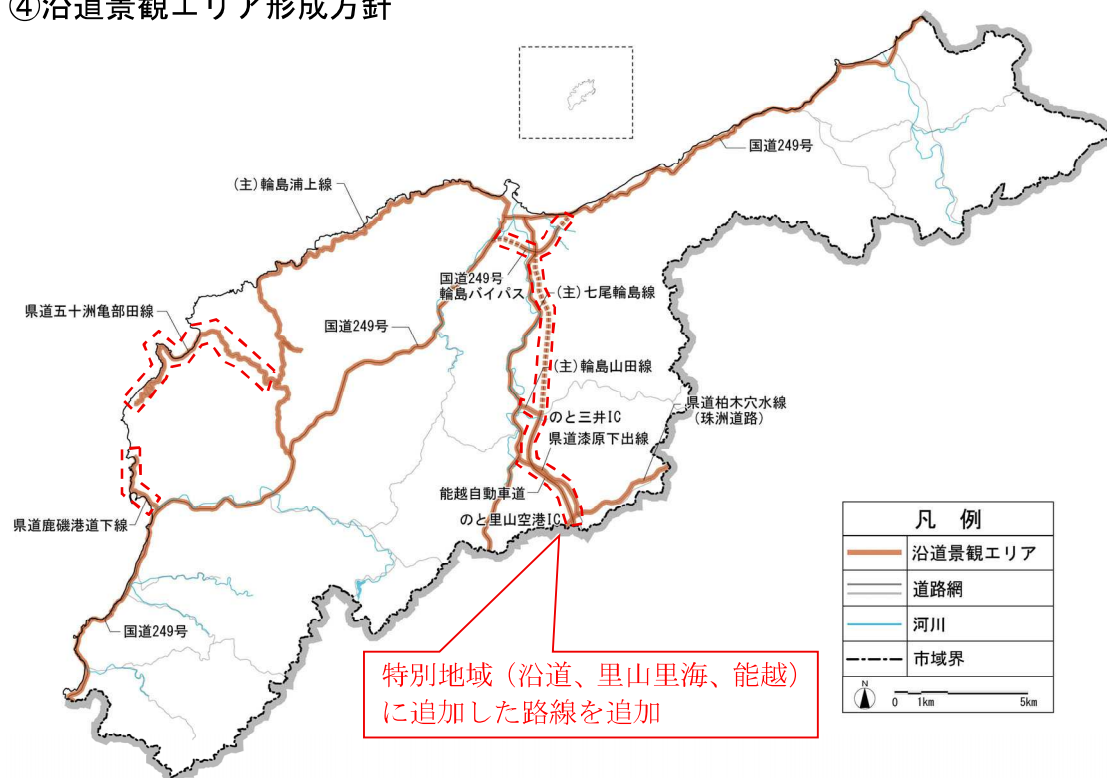 ④沿道景観エリア形成方針
国道249号
(主)輪島浦上線
国道249号
輪島バイパス
(主)七尾輪島線
県道五十洲亀部田線
国道249号
(主)輪島山田線
県道柏木穴水線
(珠洲道路)
のと三井IC
県道漆原下出線
能越自動車道
のと里山空港IC
県道鹿磯港道下線
国道249号
特別地域（沿道、里山里海、能越）
に追加した路線を追加
凡 例
沿道景観エリア
道路網
河川
市域界
N
0 1km 5km